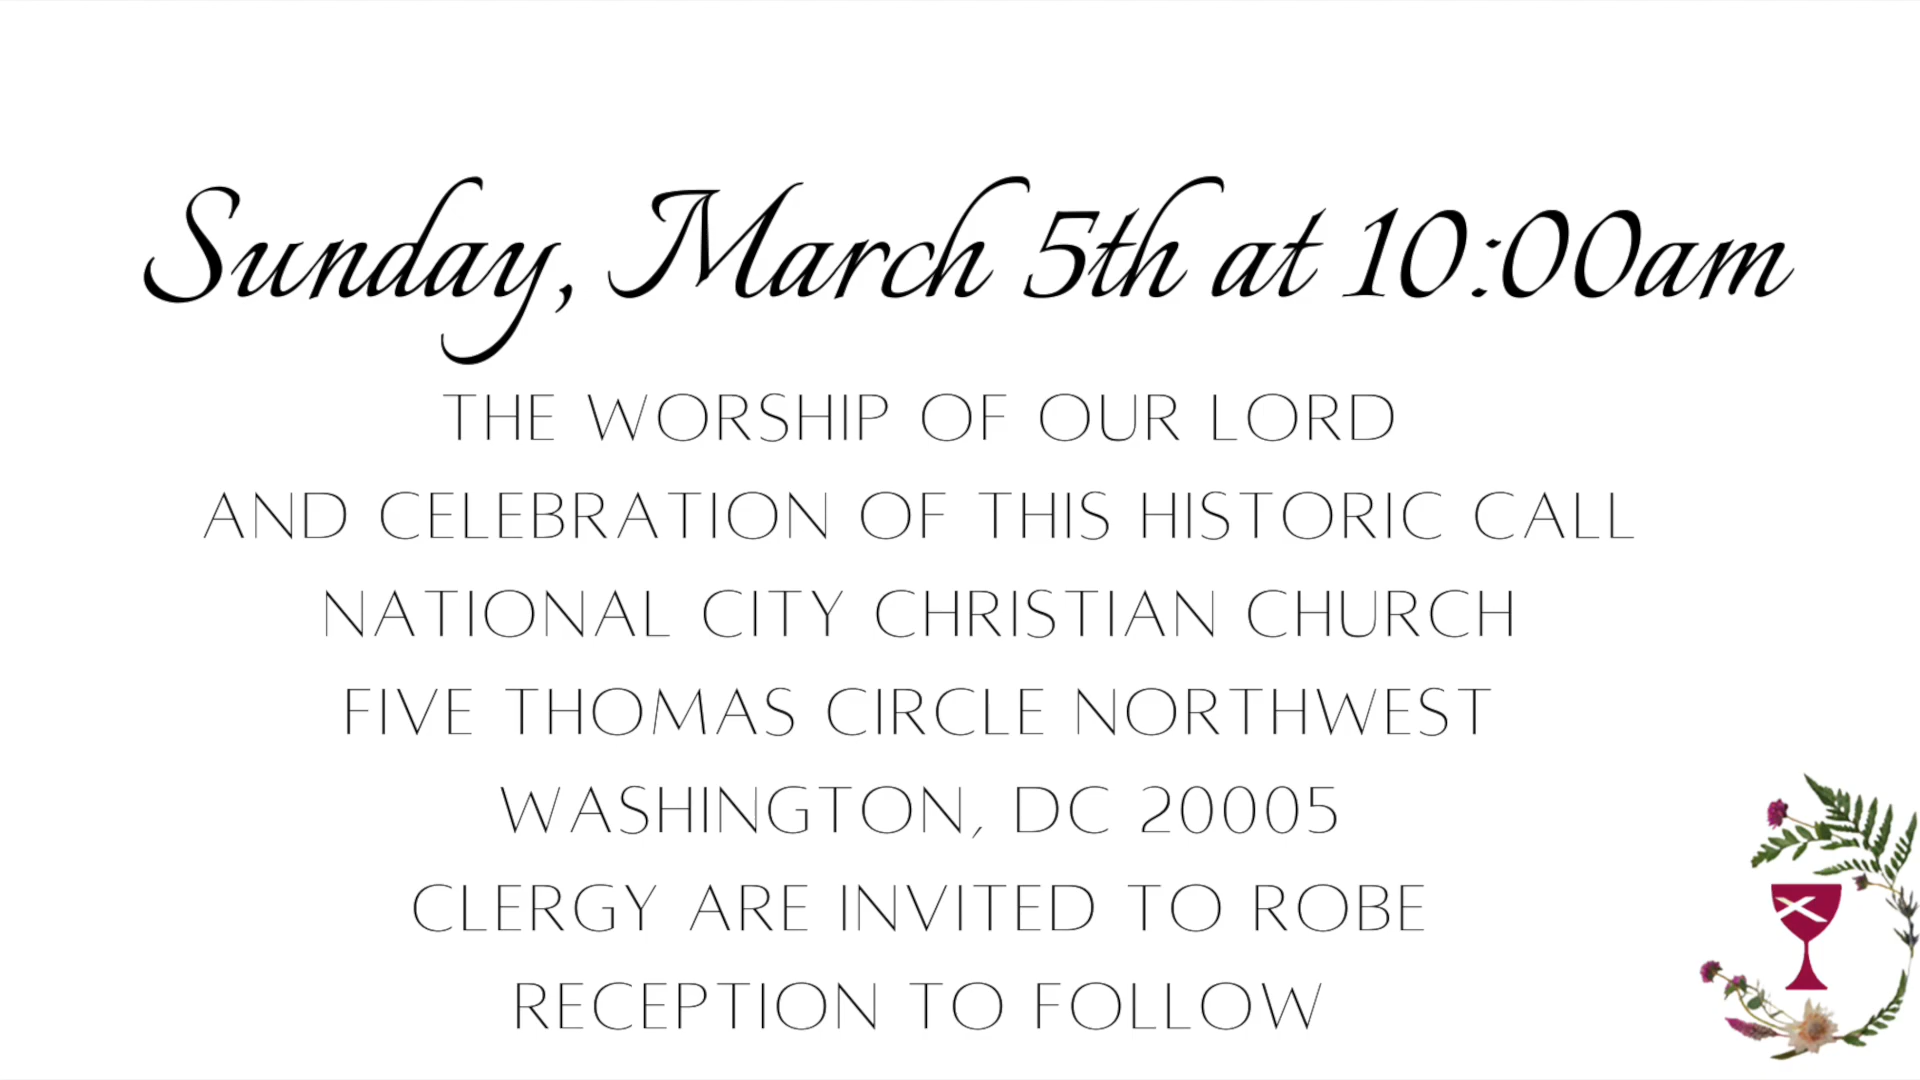 Sunday, March 5th at 10:00am
THE WORSHIP OF OUR LORD
AND CELEBRATION OF THIS HISTORIC CALL
NATIONAL CITY CHRISTIAN CHURCH
FIVE THOMAS CIRCLE NORTHWEST
WASHINGTON, DC 20005
CLERGY ARE INVITED TO ROBE
RECEPTION TO FOLLOW